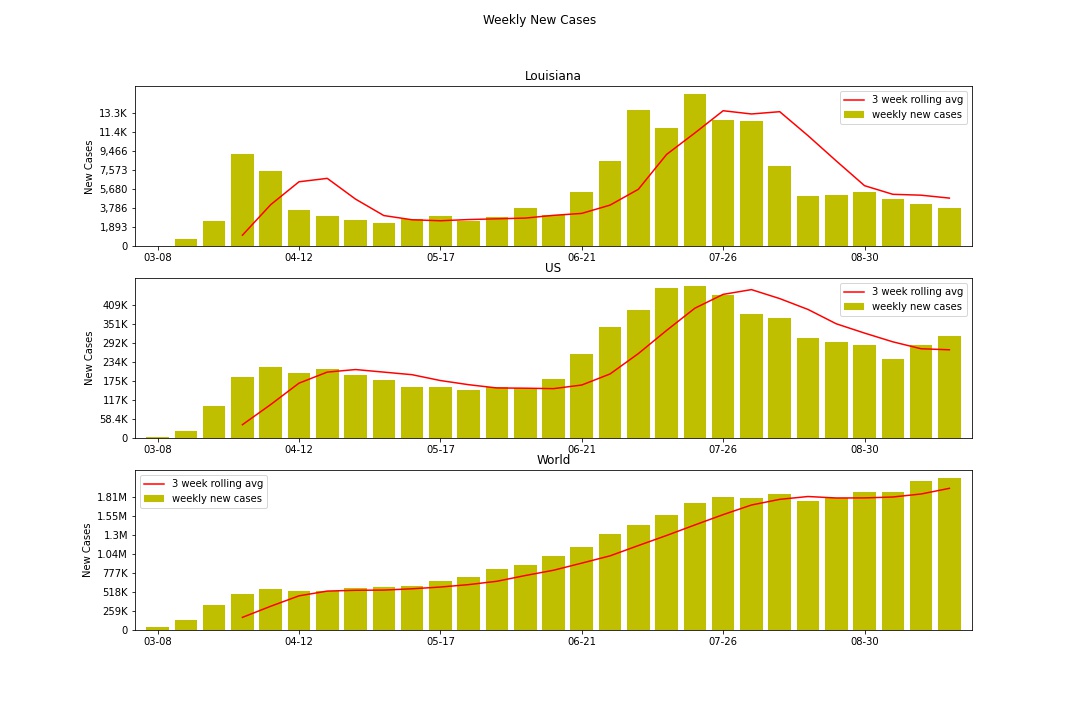 Weekly New Cases
Louisiana
13.3K
11.4K
9,466
7,573
5,680
3,786
1,893
0
New Cases
3 week rolling avg
weekly new cases
03-08 04-12 05-17 06-21 07-26 08-30
US
409K
351K
292K
234K
175K
117K
58.4K
0
New Cases
3 week rolling avg
weekly new cases
03-08 04-12 05-17 06-21 07-26 08-30
World
1.81M
1.55M
1.3M
1.04M
777K
518K
259K
0
New Cases
3 week rolling avg
weekly new cases
03-08 04-12 05-17 06-21 07-26 08-30